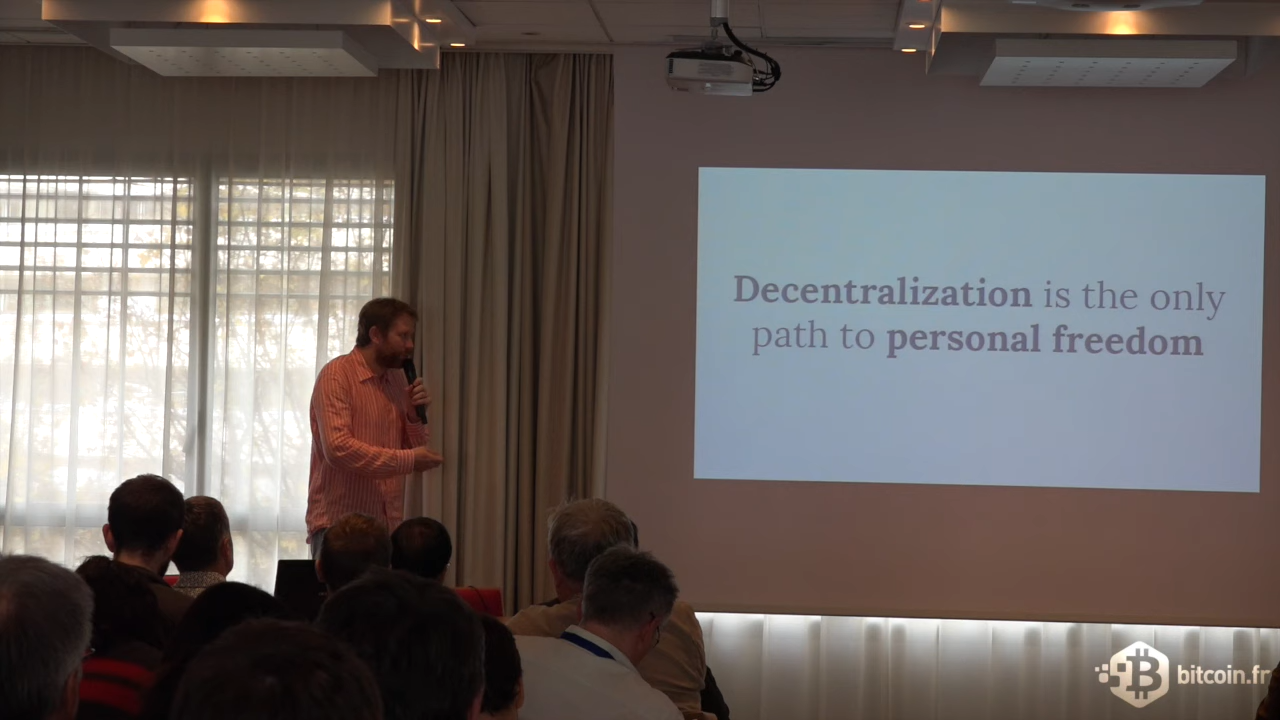 Decentralization is the only
path to personal freedom
bitcoin.fr